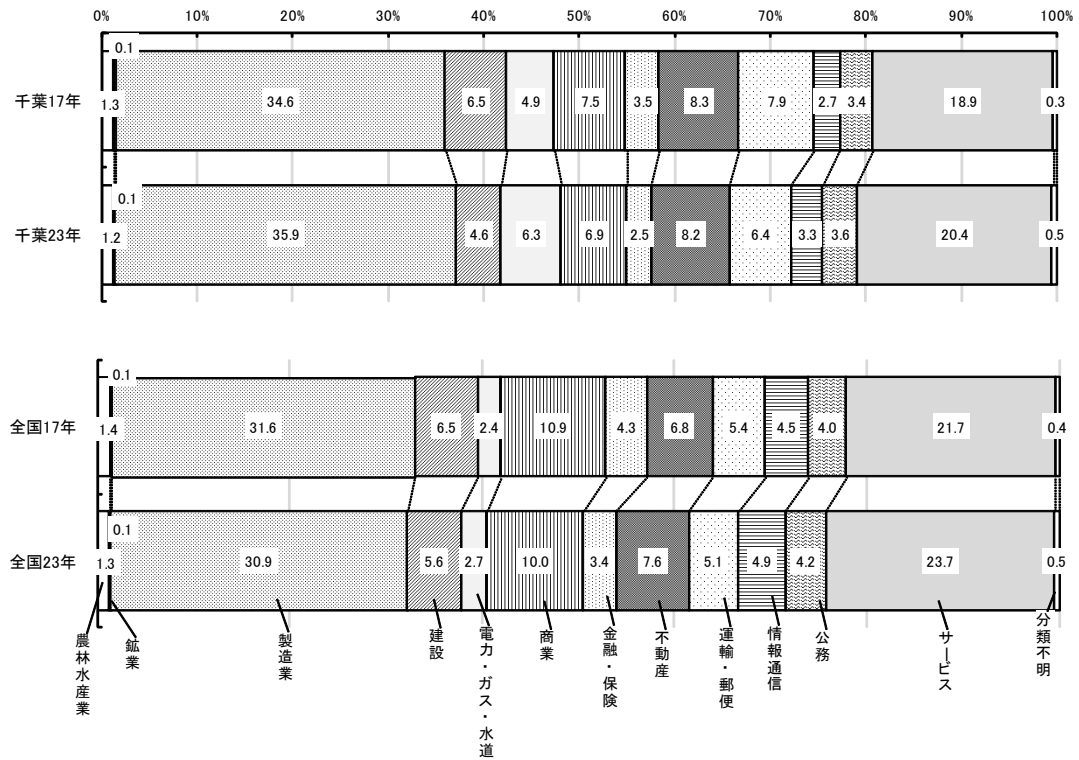 0% 10% 20% 30% 40% 50% 60% 70% 80% 90% 100%
0.1
千葉17年 1.3 34.6 6.5 4.9 7.5 3.5 8.3 7.9 2.7 3.4 18.9 0.3
0.1
千葉23年 1.2 35.9 4.6 6.3 6.9 2.5 8.2 6.4 3.3 3.6 20.4 0.5
0.1
全国17年 1.4 31.6 6.5 2.4 10.9 4.3 6.8 5.4 4.5 4.0 21.7 0.4
0.1
全国23年 1.3 30.9 5.6 2.7 10.0 3.4 7.6 5.1 4.9 4.2 23.7 0.5
農林水産業
鉱業
製造業
建設
電力・ガス・水道
商業
金融・保険
不動産
運輸・郵便
情報通信
公務
サービス
分類不明